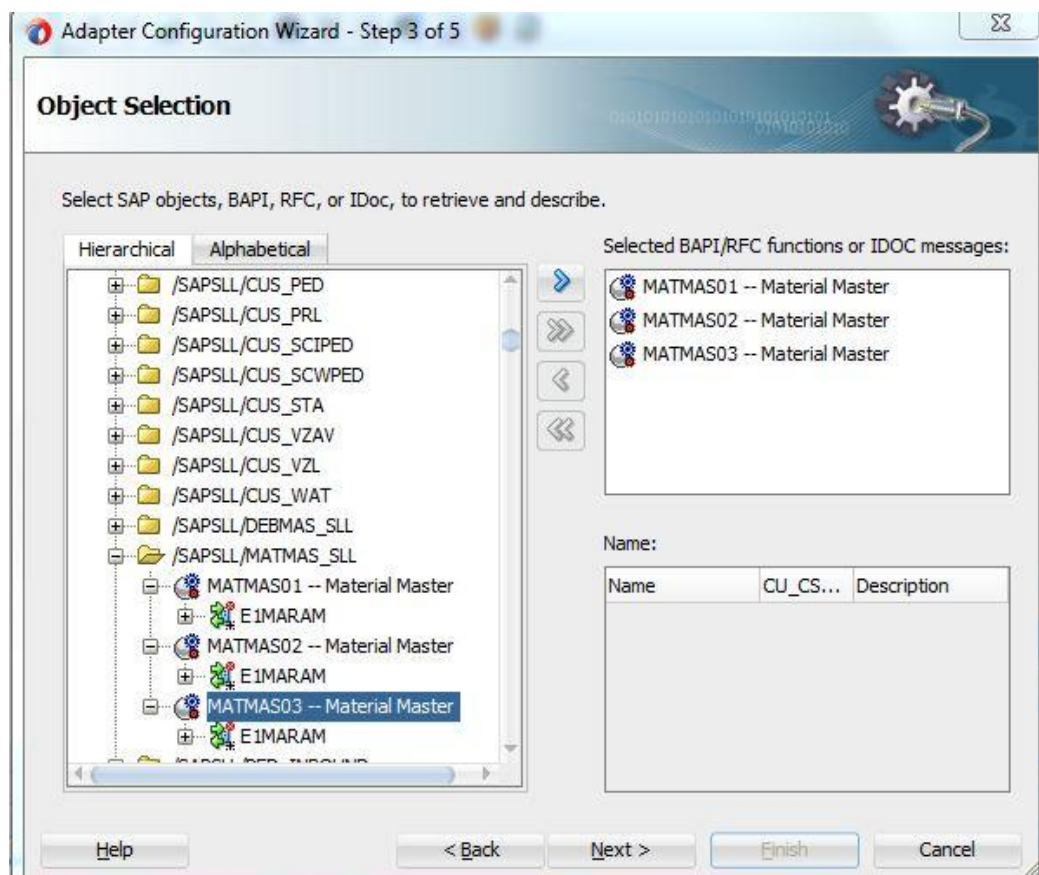 Adapter Configuration Wizard - Step 3 of 5
Object Selection
Select SAP objects, BAPI, RFC, or IDoc, to retrieve and describe.
Hierarchical Alphabetical
/SAPSLL/CUS_PED
/SAPSLL/CUS_PRL
/SAPSLL/CUS_SCIPED
/SAPSLL/CUS_SCWPED
/SAPSLL/CUS_STA
/SAPSLL/CUS_VZAV
/SAPSLL/CUS_VZL
/SAPSLL/CUS_WAT
/SAPSLL/DEBMAS_SLL
/SAPSLL/MATMAS_SLL
MATMAS01 -- Material Master
E1MARAM
MATMAS02 -- Material Master
E1MARAM
MATMAS03 -- Material Master
E1MARAM
Selected BAPI/RFC functions or IDOC messages:
MATMAS01 -- Material Master
MATMAS02 -- Material Master
MATMAS03 -- Material Master
Name:
Name CU_CS... Description
Help < Back Next > Finish Cancel